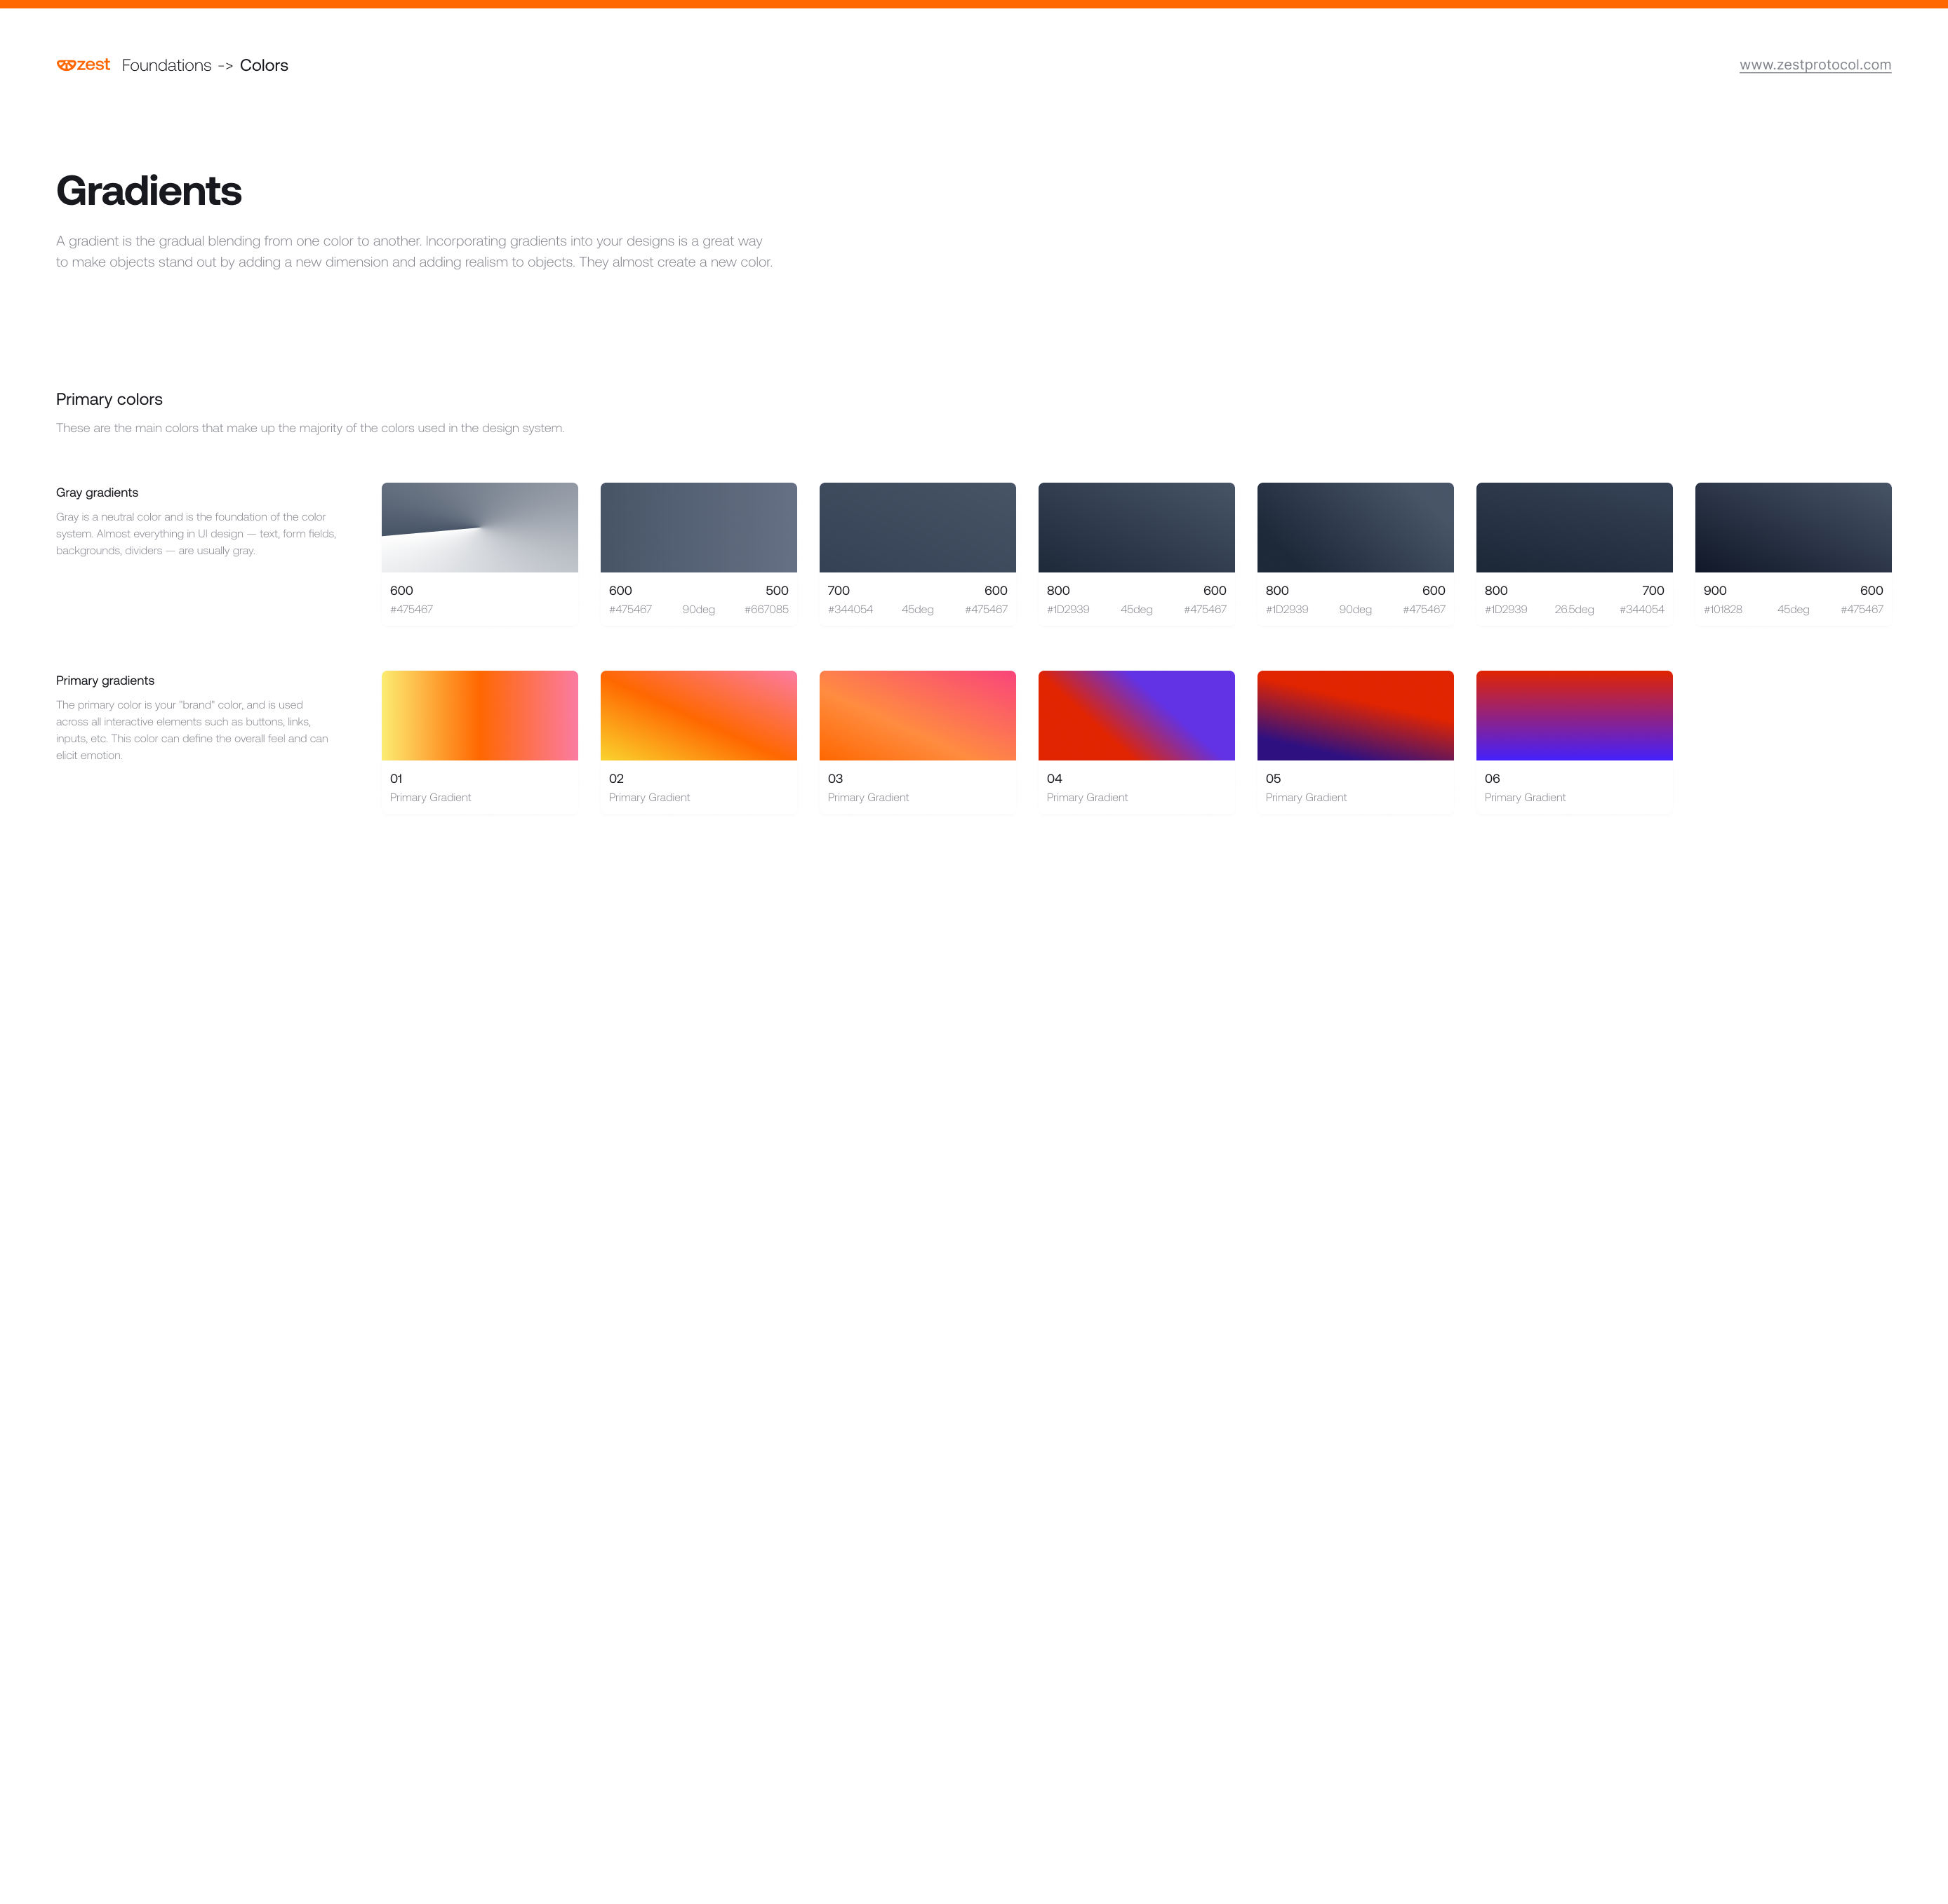 zest Foundations -> Colors
www.zestprotocol.com
Gradients
A gradient is the gradual blending from one color to another. Incorporating gradients into your designs is a great way
to make objects stand out by adding a new dimension and adding realism to objects. They almost create a new color.
Primary colors
These are the main colors that make up the majority of the colors used in the design system.
Gray gradients
Gray is a neutral color and is the foundation of the color
system. Almost everything in UI design — text, form fields,
backgrounds, dividers — are usually gray.
600
#475467
600 500
#475467 90deg #667085
700 600
#344054 45deg #475467
800 600
#1D2939 45deg #475467
800 600
#1D2939 90deg #475467
800 700
#1D2939 26.5deg #344054
900 600
#101828 45deg #475467
Primary gradients
The primary color is your "brand" color, and is used
across all interactive elements such as buttons, links,
inputs, etc. This color can define the overall feel and can
elicit emotion.
01
Primary Gradient
02
Primary Gradient
03
Primary Gradient
04
Primary Gradient
05
Primary Gradient
06
Primary Gradient